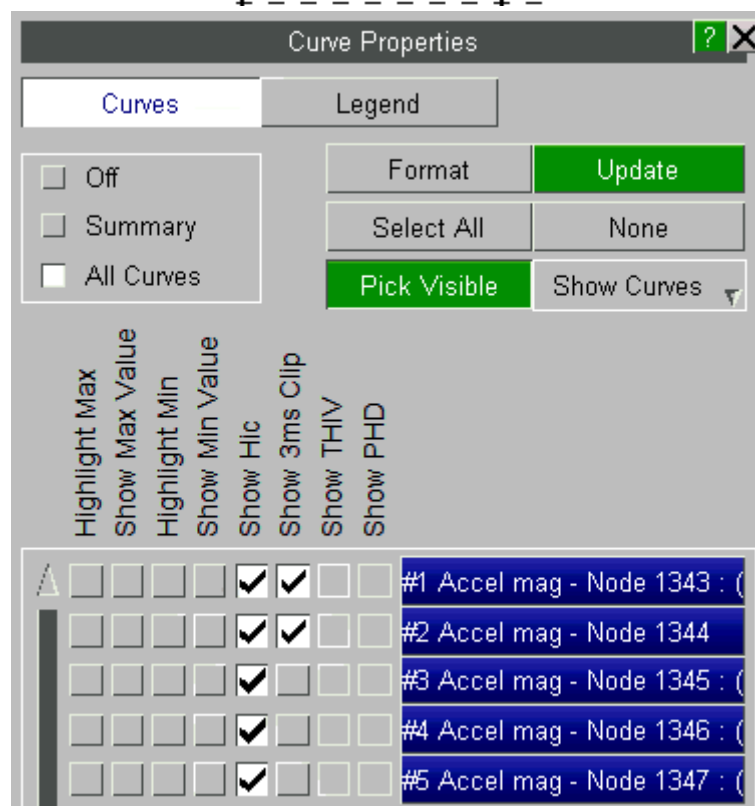 Curve Properties
?
Curves
Legend
Off
Summary
All Curves
Format
Update
Select All
None
Pick Visible
Show Curves
Highlight Max
Show Max Value
Highlight Min
Show Min Value
Show Hic
Show 3ms Clip
Show THIV
Show PHD
#1 Accel mag - Node 1343 : (
#2 Accel mag - Node 1344
#3 Accel mag - Node 1345 : (
#4 Accel mag - Node 1346 : (
#5 Accel mag - Node 1347 : (